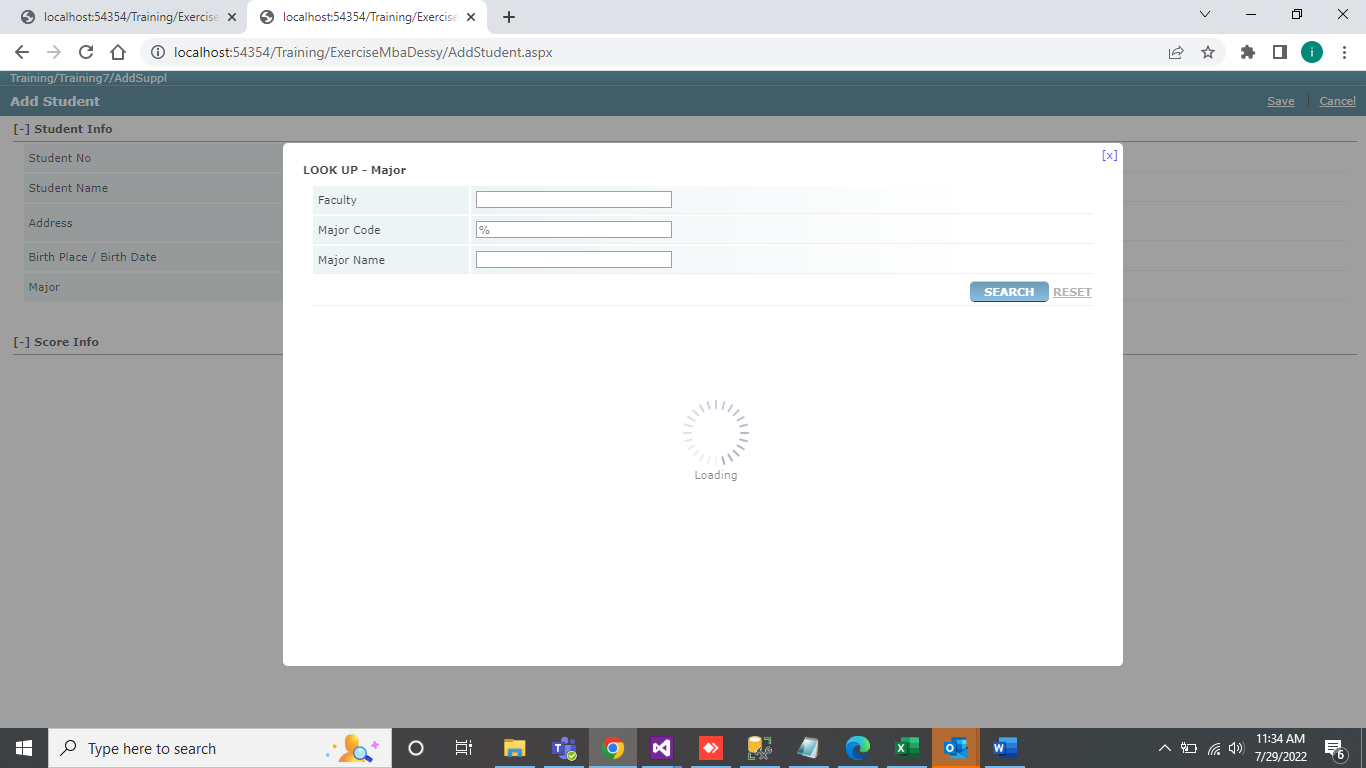 localhost:54354/Training/Exercise
localhost:54354/Training/Exercise
localhost:54354/Training/ExerciseMbaDessy/AddStudent.aspx
i
Training/Training7/AddSuppl
Add Student
Save
Cancel
[-] Student Info
[x]
Student No
LOOK UP - Major
Student Name
Faculty
Address
Major Code
%
Birth Place / Birth Date
Major Name
Major
SEARCH
RESET
[-] Score Info
Loading
Type here to search
11:34 AM
7/29/2022
6